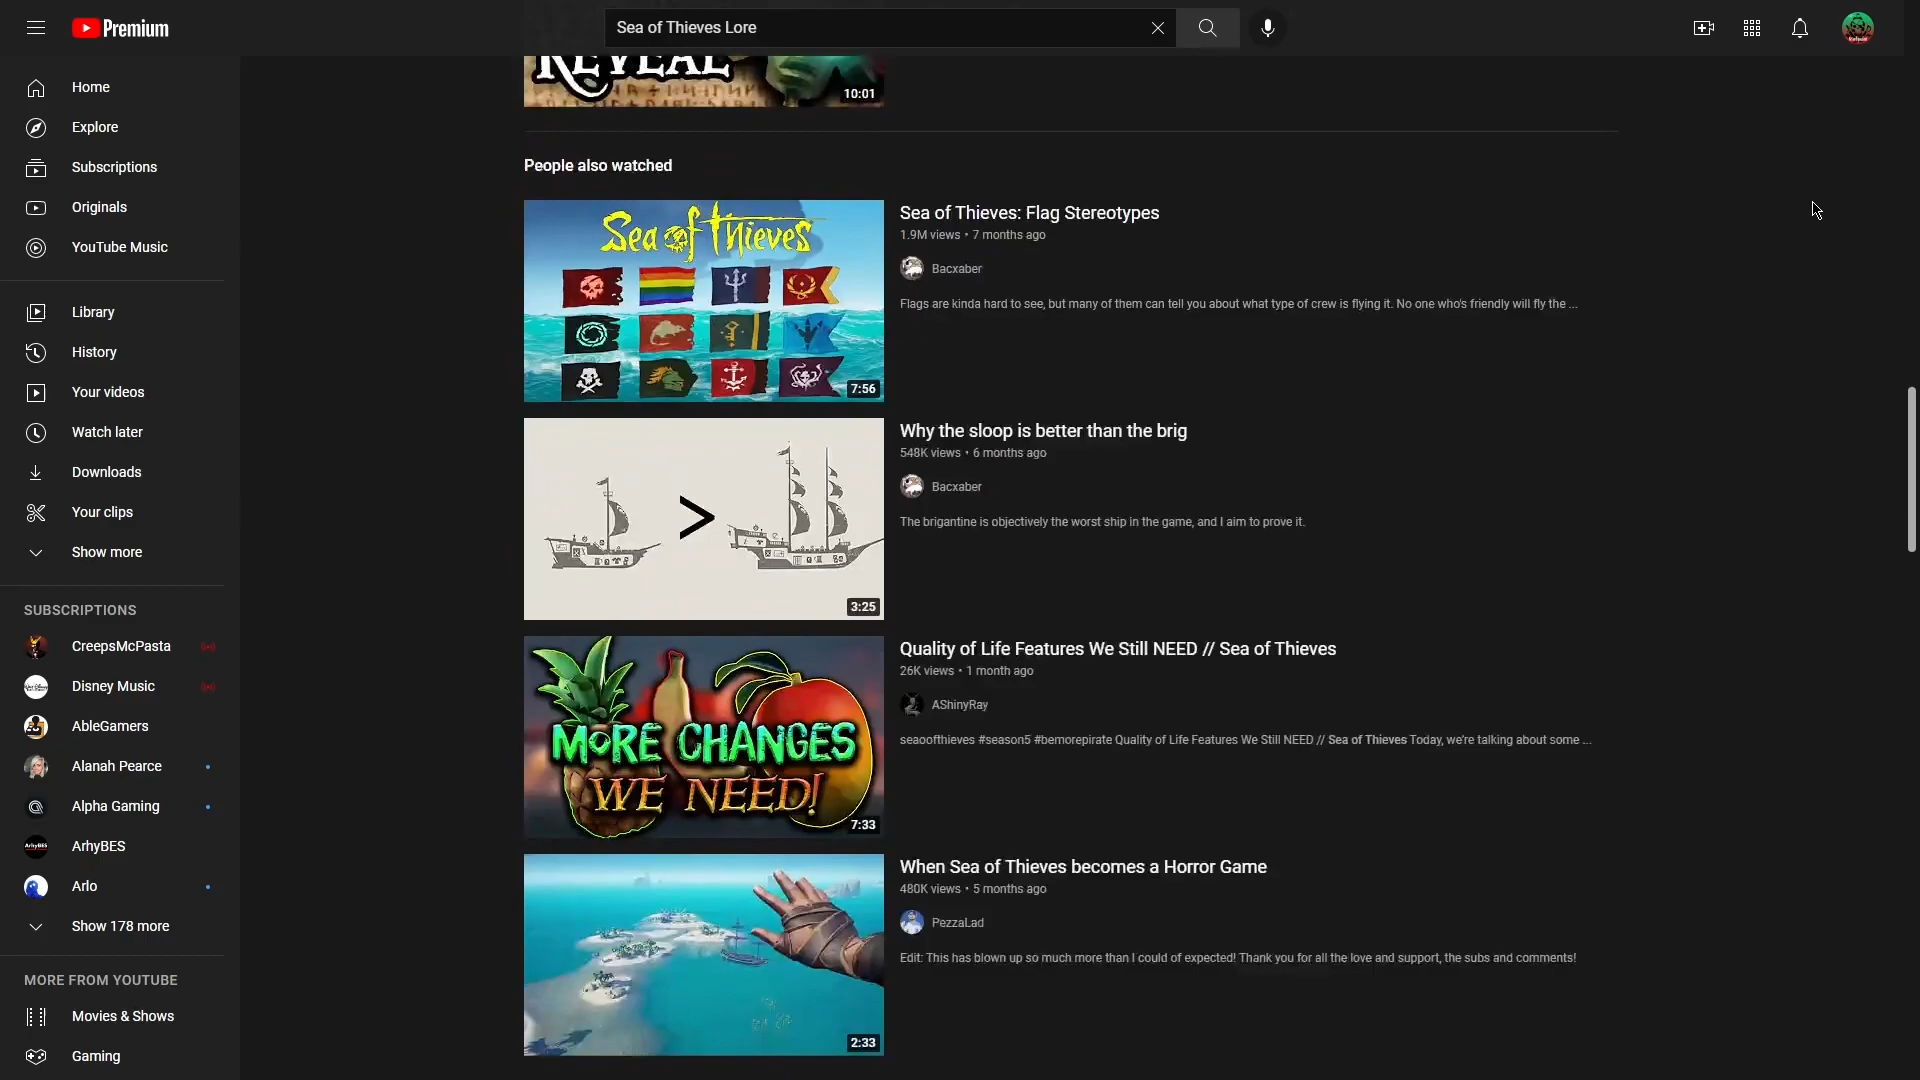 Premium
Sea of Thieves Lore
Home
Explore
Subscriptions
Originals
YouTube Music
Library
History
Your videos
Watch later
Downloads
Your clips
Show more
SUBSCRIPTIONS
CreepsMcPasta
Disney Music
AbleGamers
Alanah Pearce
Alpha Gaming
ArhyBES
ArhyBES
Arlo
Show 178 more
MORE FROM YOUTUBE
Movies & Shows
Gaming
REVEAL
10:01
People also watched
Sea of Thieves
7:56
Sea of Thieves: Flag Stereotypes
1.9M views • 7 months ago
Bacxaber
Flags are kinda hard to see, but many of them can tell you about what type of crew is flying it. No one who's friendly will fly the ...
>
3:25
Why the sloop is better than the brig
548K views • 6 months ago
Bacxaber
The brigantine is objectively the worst ship in the game, and I aim to prove it.
MORE CHANGES
WE NEED!
7:33
Quality of Life Features We Still NEED // Sea of Thieves
26K views • 1 month ago
AShinyRay
seaoofthieves #season5 #bemorepirate Quality of Life Features We Still NEED // Sea of Thieves Today, we're talking about some ...
2:33
When Sea of Thieves becomes a Horror Game
480K views • 5 months ago
PezzaLad
Edit: This has blown up so much more than I could of expected! Thank you for all the love and support, the subs and comments!